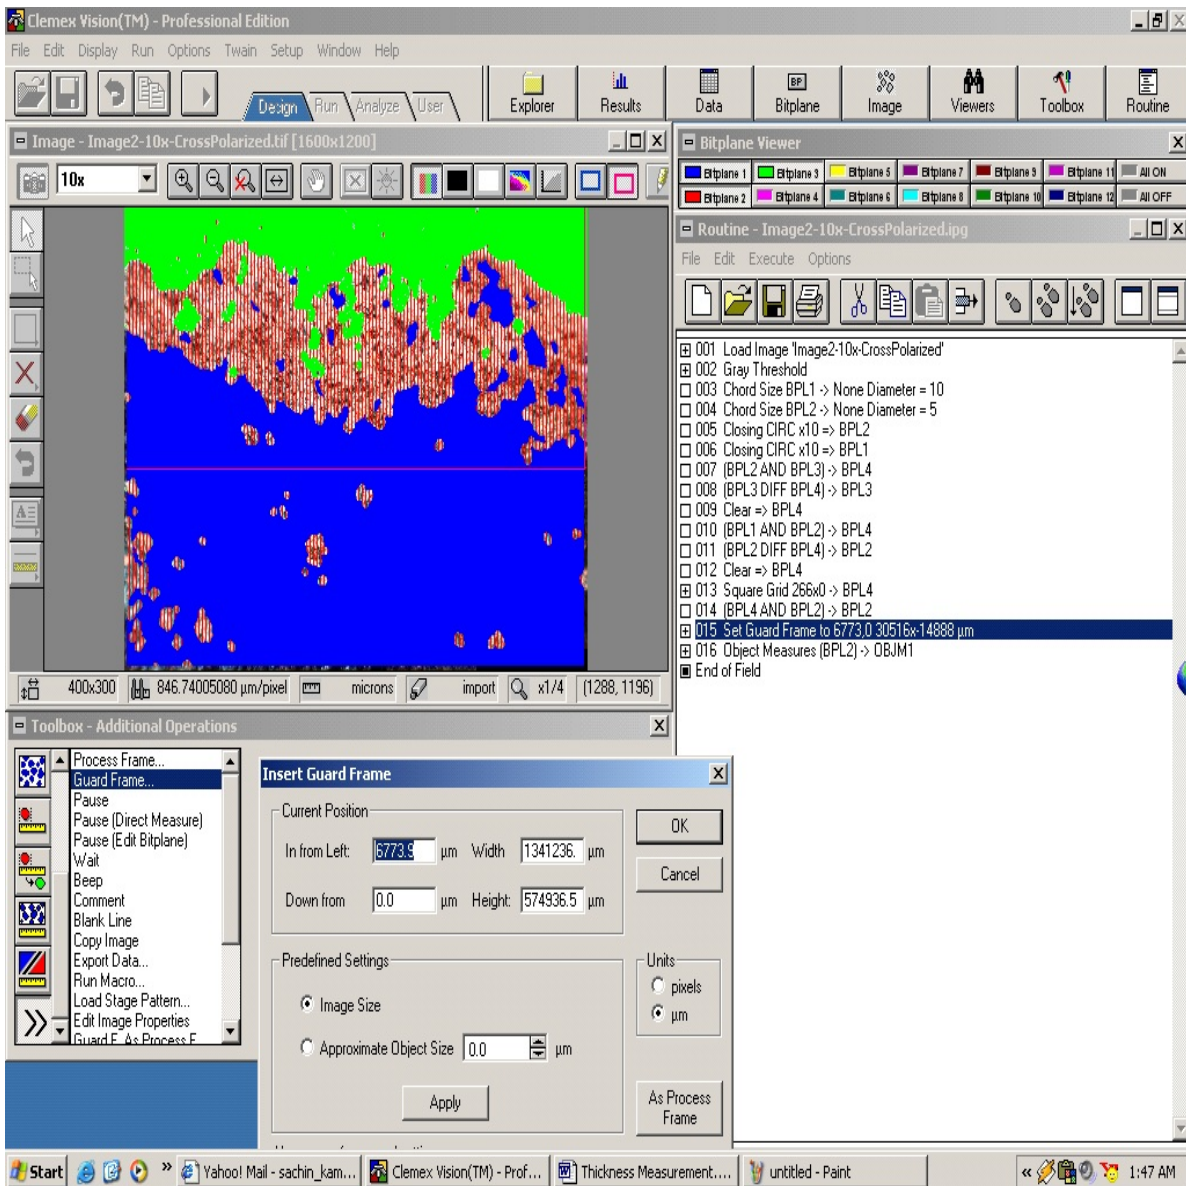 Clemex Vision(TM) - Professional Edition
File Edit Display Run Options Twain Setup Window Help
Design Run Analyze User
Explorer Results Data Bitplane Image Viewers Toolbox Routine
BP
Image - Image2-10x-CrossPolarized.tif [1600x1200]
10x
400x300 846.74005080 µm/pixel microns import x1/4 (1288, 1196)
Bitplane Viewer
Bitplane 1 Bitplane 3 Bitplane 5 Bitplane 7 Bitplane 9 Bitplane 11 All ON
Bitplane 2 Bitplane 4 Bitplane 6 Bitplane 8 Bitplane 10 Bitplane 12 All OFF
Routine - Image2-10x-CrossPolarized.ipg
File Edit Execute Options
001 Load Image 'Image2-10x-CrossPolarized'
002 Gray Threshold
003 Chord Size BPL1 -> None Diameter = 10
004 Chord Size BPL2 -> None Diameter = 5
005 Closing CIRC x10 => BPL2
006 Closing CIRC x10 => BPL1
007 (BPL2 AND BPL3) -> BPL4
008 (BPL3 DIFF BPL4) -> BPL3
009 Clear => BPL4
010 (BPL1 AND BPL2) -> BPL4
011 (BPL2 DIFF BPL4) -> BPL2
012 Clear => BPL4
013 Square Grid 266x0 -> BPL4
014 (BPL4 AND BPL2) -> BPL2
015 Set Guard Frame to 6773,0 30516x-14888 µm
016 Object Measures (BPL2) -> OBJM1
End of Field
Toolbox - Additional Operations
Process Frame...
Guard Frame...
Pause
Pause (Direct Measure)
Pause (Edit Bitplane)
Wait
Beep
Comment
Blank Line
Copy Image
Export Data...
Run Macro...
Load Stage Pattern...
Edit Image Properties
Guard F. As Process F
Insert Guard Frame
Current Position
In from Left: 6773.9 µm Width 1341236. µm
Down from 0.0 µm Height: 574936.5 µm
OK
Cancel
Predefined Settings
Image Size
Approximate Object Size 0.0 µm
Apply
Units
pixels
µm
As Process
Frame
Start Yahoo! Mail - sachin_kam... Clemex Vision(TM) - Prof... Thickness Measurement.... untitled - Paint 1:47 AM